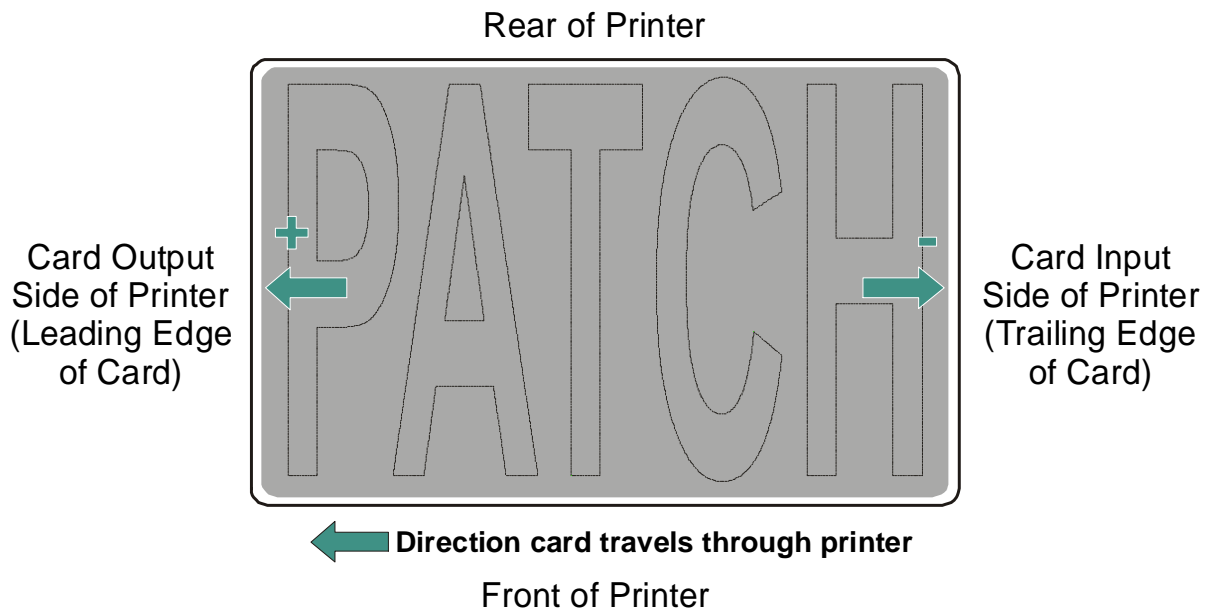 Rear of Printer
PATCH
+
-
Card Output
Side of Printer
(Leading Edge
of Card)
Card Input
Side of Printer
(Trailing Edge
of Card)
Direction card travels through printer
Front of Printer